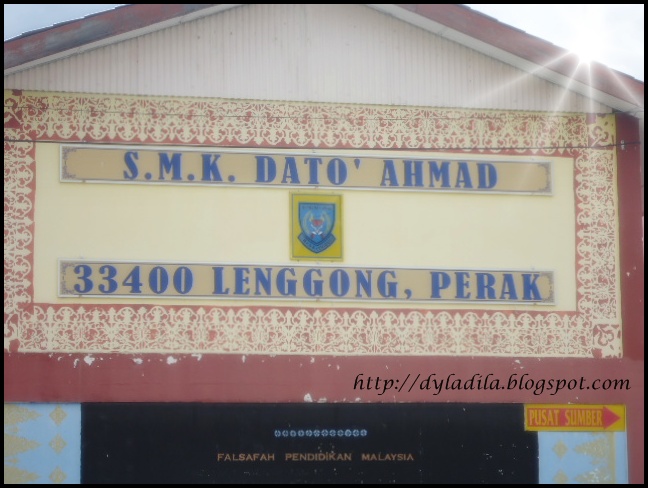 S.M.K. DATO' AHMAD
33400 LENGGONG, PERAK
http://dyladila.blogspot.com
PUSAT SUMBER
FALSAFAH PENDIDIKAN MALAYSIA